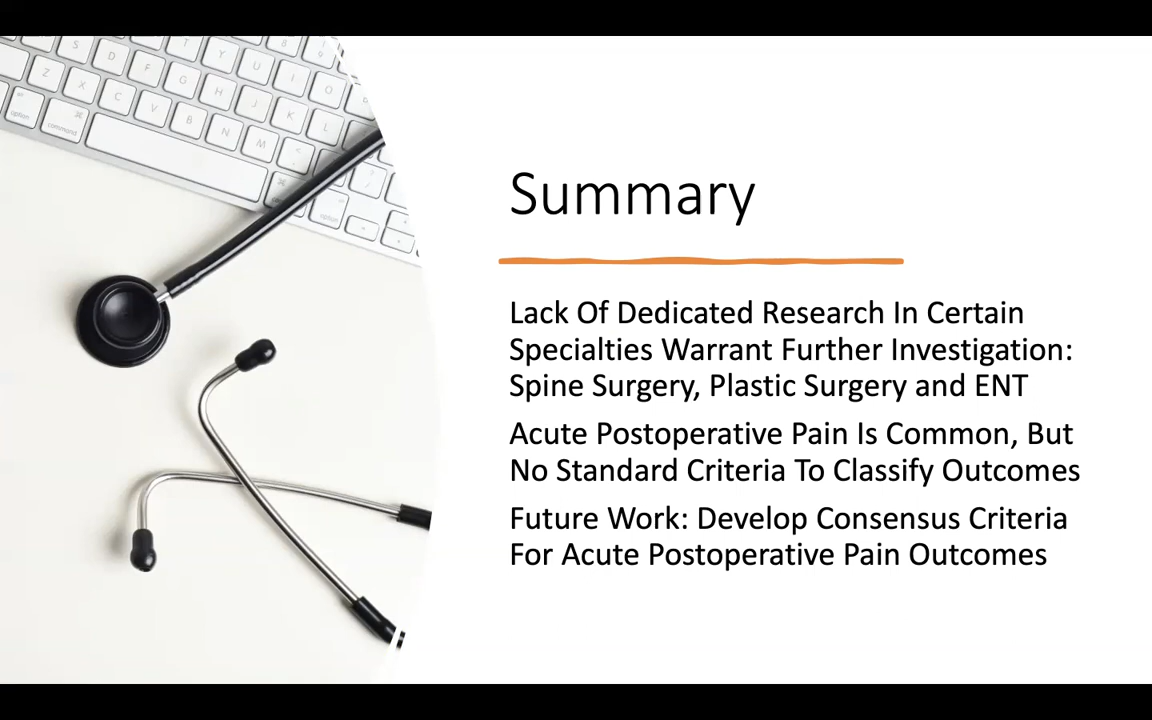 Summary
Lack Of Dedicated Research In Certain
Specialties Warrant Further Investigation:
Spine Surgery, Plastic Surgery and ENT
Acute Postoperative Pain Is Common, But
No Standard Criteria To Classify Outcomes
Future Work: Develop Consensus Criteria
For Acute Postoperative Pain Outcomes